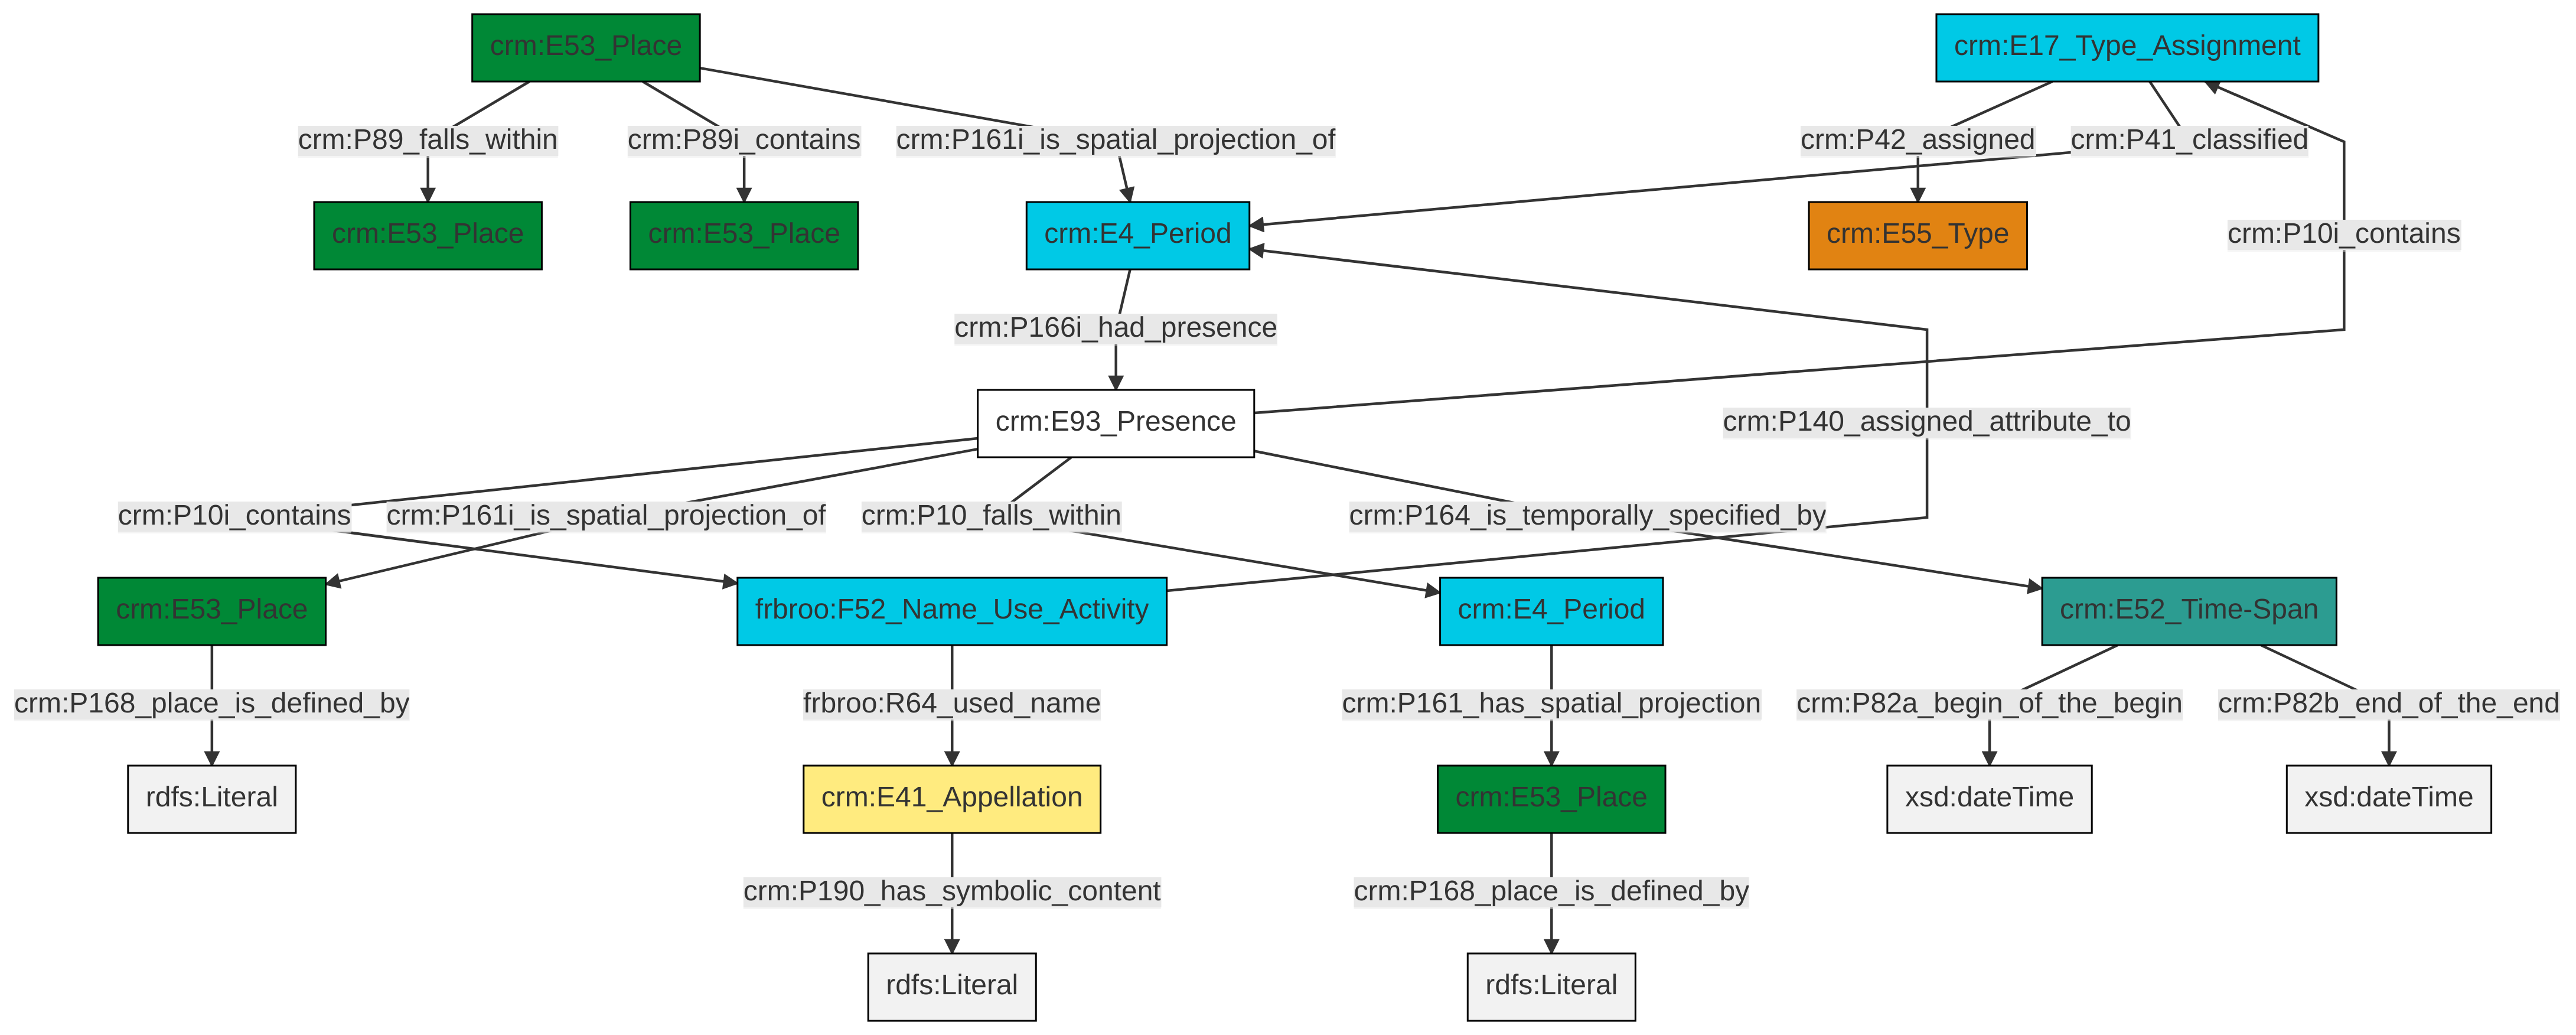 crm:E53_Place
crm:E17_Type_Assignment
crm:P89_falls_within
crm:P89i_contains
crm:P161i_is_spatial_projection_of
crm:P42_assigned
crm:P41_classified
crm:E53_Place
crm:E53_Place
crm:E4_Period
crm:E55_Type
crm:P10i_contains
crm:P166i_had_presence
crm:E93_Presence
crm:P140_assigned_attribute_to
crm:P10i_contains
crm:P161i_is_spatial_projection_of
crm:P10_falls_within
crm:P164_is_temporally_specified_by
crm:E53_Place
frbroo:F52_Name_Use_Activity
crm:E4_Period
crm:E52_Time-Span
crm:P168_place_is_defined_by
frbroo:R64_used_name
crm:P161_has_spatial_projection
crm:P82a_begin_of_the_begin
crm:P82b_end_of_the_end
rdfs:Literal
crm:E41_Appellation
crm:E53_Place
xsd:dateTime
xsd:dateTime
crm:P190_has_symbolic_content
crm:P168_place_is_defined_by
rdfs:Literal
rdfs:Literal